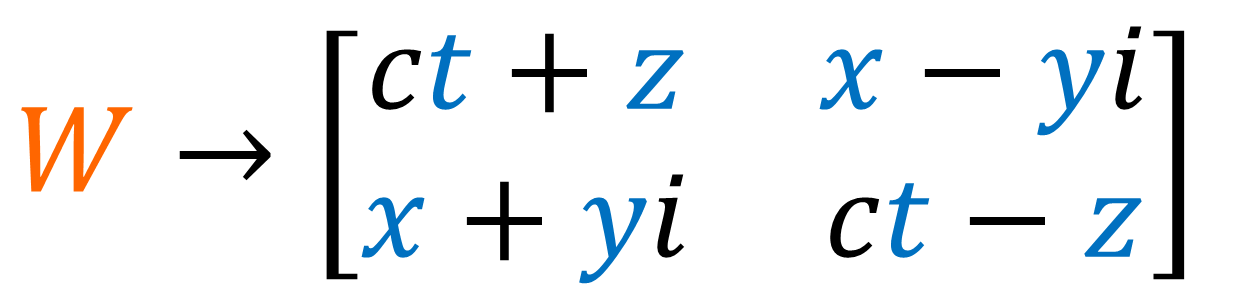 W → [ct + z x − yi
x + yi ct − z]